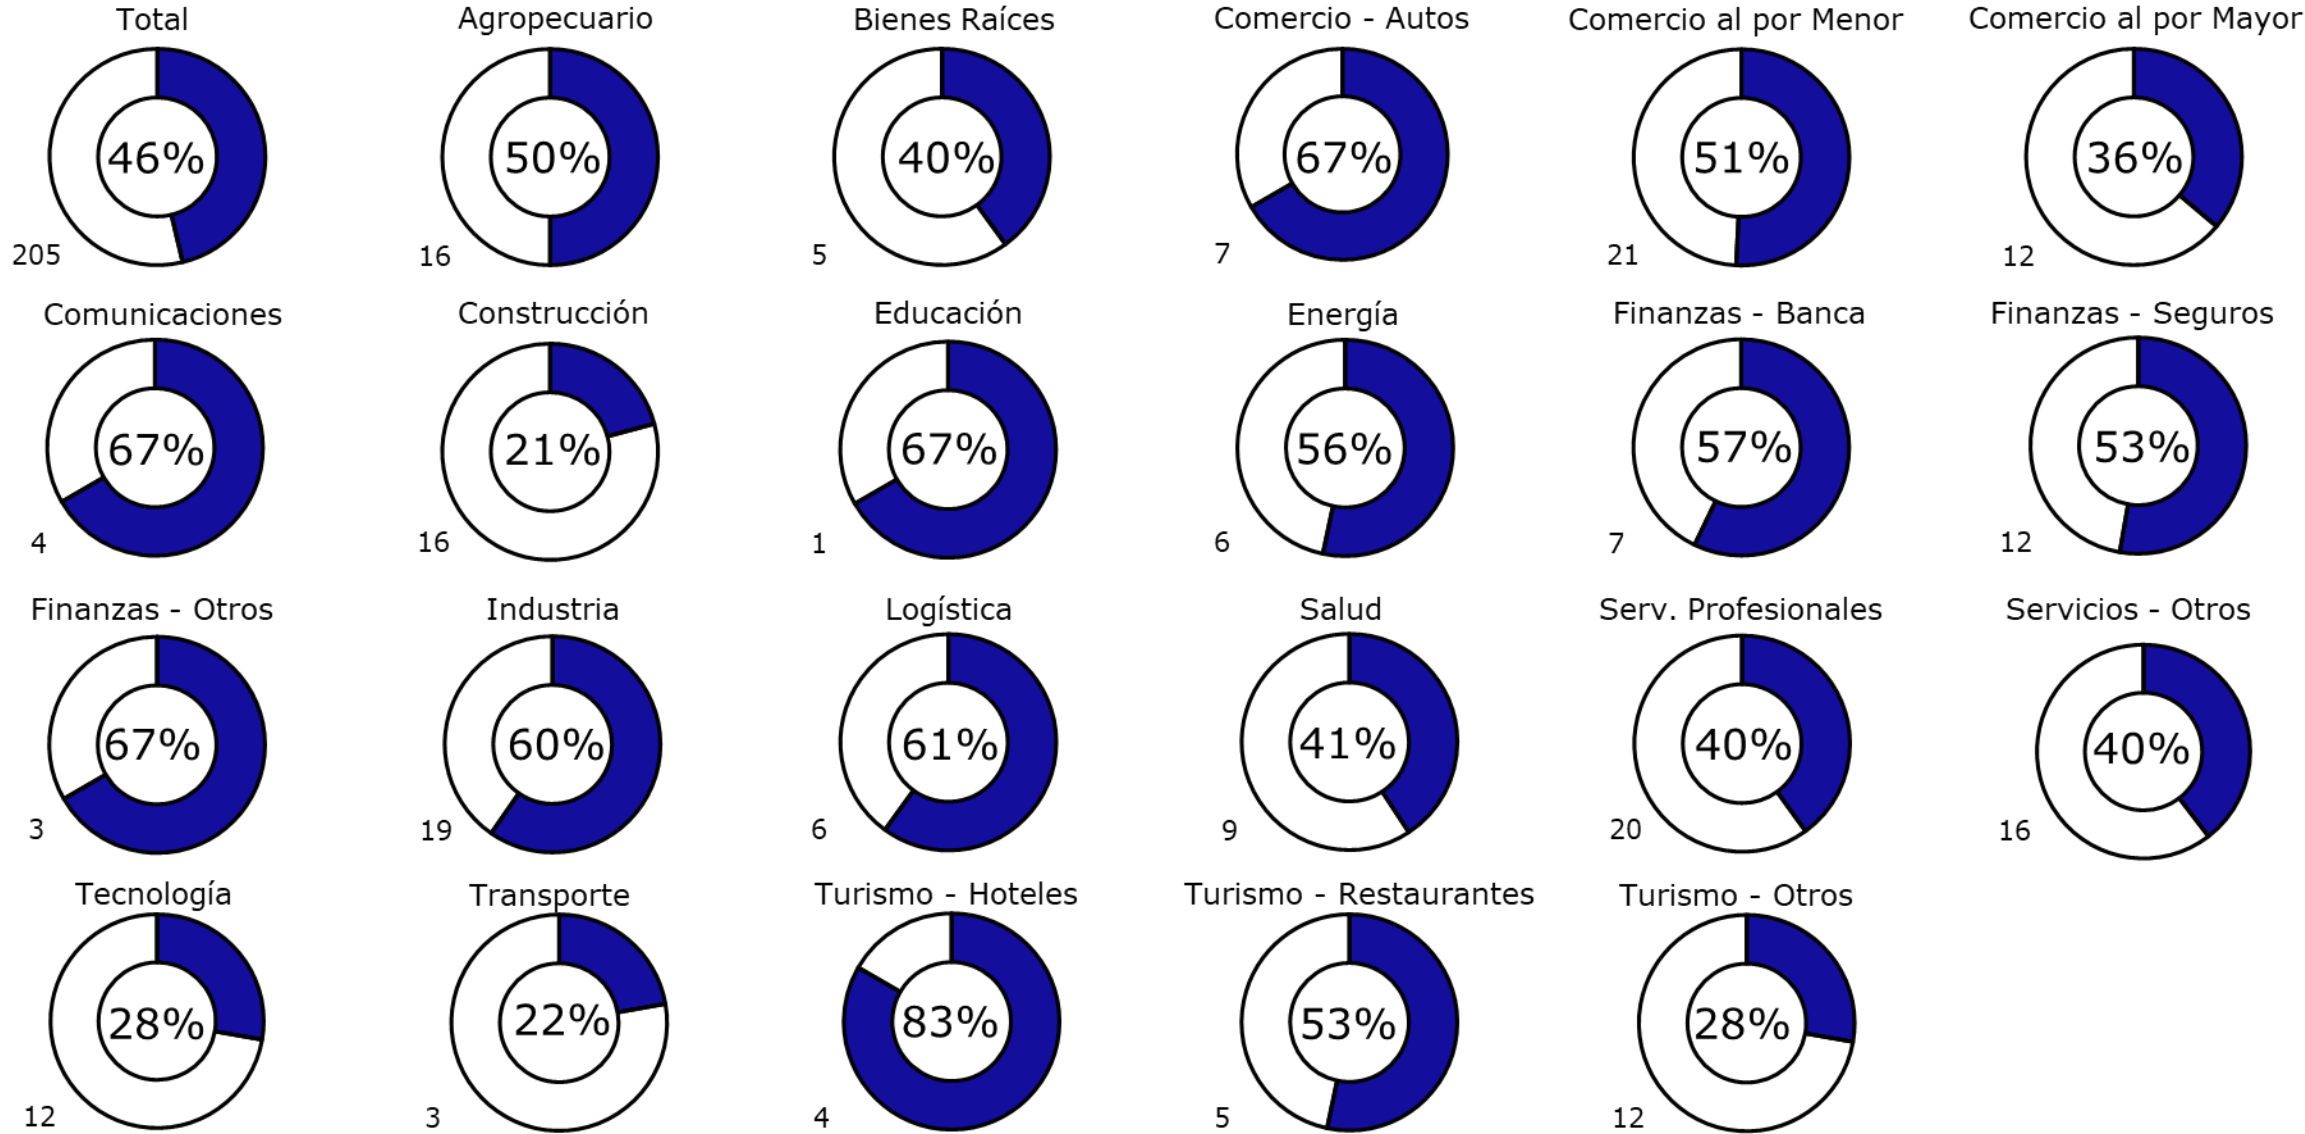 Total
Agropecuario
Bienes Raíces
Comercio - Autos
Comercio al por Menor
Comercio al por Mayor
46%
50%
40%
67%
51%
36%
205
16
5
7
21
12
Comunicaciones
Construcción
Educación
Energía
Finanzas - Banca
Finanzas - Seguros
67%
21%
67%
56%
57%
53%
4
16
1
6
7
12
Finanzas - Otros
Industria
Logística
Salud
Serv. Profesionales
Servicios - Otros
67%
60%
61%
41%
40%
40%
3
19
6
9
20
16
Tecnología
Transporte
Turismo - Hoteles
Turismo - Restaurantes
Turismo - Otros
28%
22%
83%
53%
28%
12
3
4
5
12